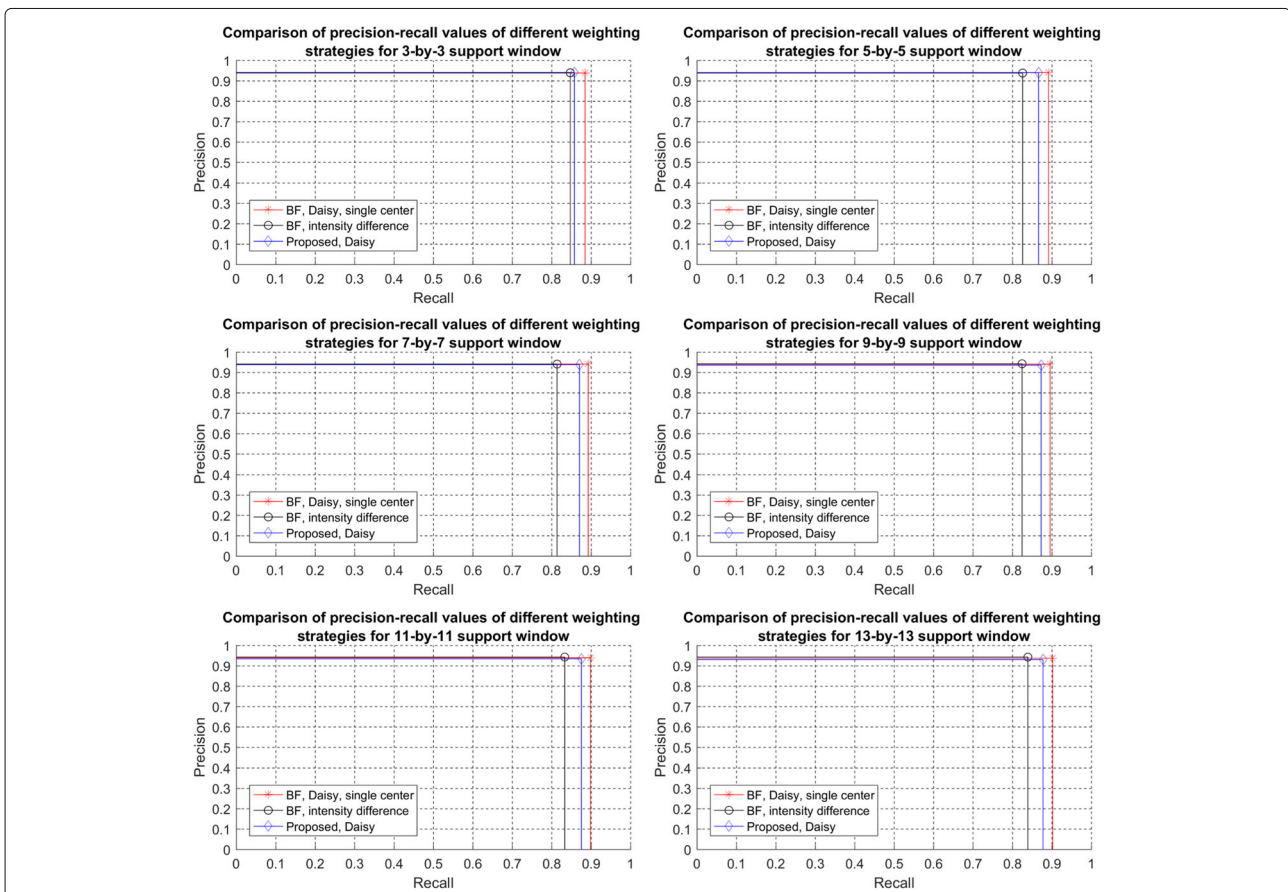 Comparison of precision-recall values of different weighting
strategies for 3-by-3 support window
1
0.9
0.8
0.7
0.6
0.5
0.4
0.3
0.2
0.1
0
Precision
BF, Daisy, single center
BF, intensity difference
Proposed, Daisy
0 0.1 0.2 0.3 0.4 0.5 0.6 0.7 0.8 0.9 1
Recall
Comparison of precision-recall values of different weighting
strategies for 5-by-5 support window
1
0.9
0.8
0.7
0.6
0.5
0.4
0.3
0.2
0.1
0
Precision
BF, Daisy, single center
BF, intensity difference
Proposed, Daisy
0 0.1 0.2 0.3 0.4 0.5 0.6 0.7 0.8 0.9 1
Recall
Comparison of precision-recall values of different weighting
strategies for 7-by-7 support window
1
0.9
0.8
0.7
0.6
0.5
0.4
0.3
0.2
0.1
0
Precision
BF, Daisy, single center
BF, intensity difference
Proposed, Daisy
0 0.1 0.2 0.3 0.4 0.5 0.6 0.7 0.8 0.9 1
Recall
Comparison of precision-recall values of different weighting
strategies for 9-by-9 support window
1
0.9
0.8
0.7
0.6
0.5
0.4
0.3
0.2
0.1
0
Precision
BF, Daisy, single center
BF, intensity difference
Proposed, Daisy
0 0.1 0.2 0.3 0.4 0.5 0.6 0.7 0.8 0.9 1
Recall
Comparison of precision-recall values of different weighting
strategies for 11-by-11 support window
1
0.9
0.8
0.7
0.6
0.5
0.4
0.3
0.2
0.1
0
Precision
BF, Daisy, single center
BF, intensity difference
Proposed, Daisy
0 0.1 0.2 0.3 0.4 0.5 0.6 0.7 0.8 0.9 1
Recall
Comparison of precision-recall values of different weighting
strategies for 13-by-13 support window
1
0.9
0.8
0.7
0.6
0.5
0.4
0.3
0.2
0.1
0
Precision
BF, Daisy, single center
BF, intensity difference
Proposed, Daisy
0 0.1 0.2 0.3 0.4 0.5 0.6 0.7 0.8 0.9 1
Recall